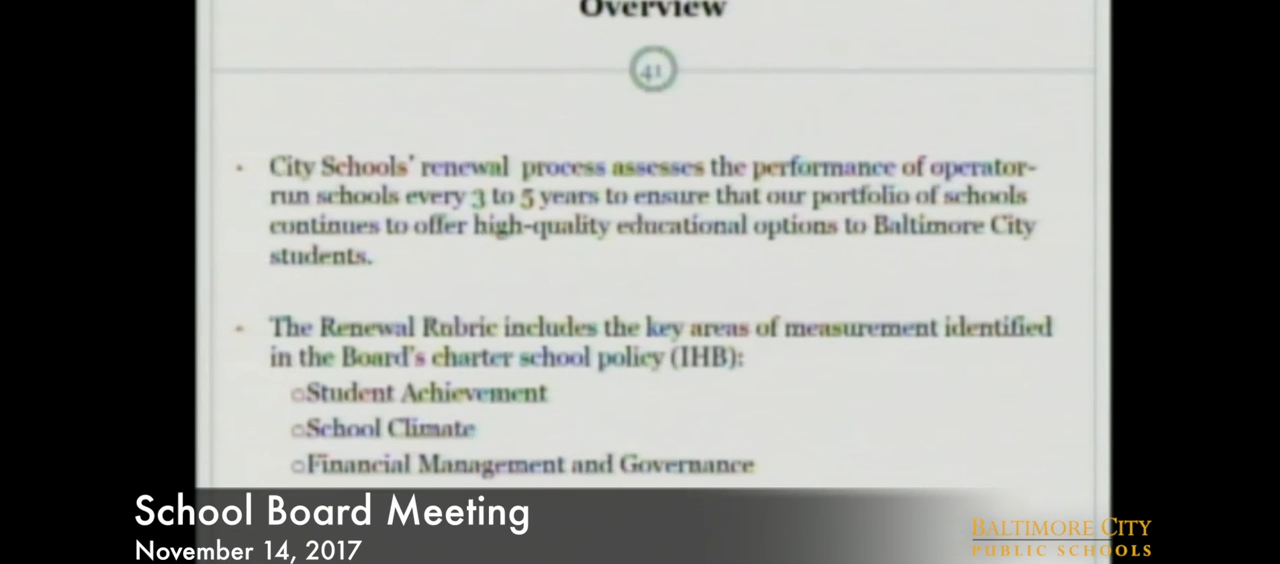 Overview
41
· City Schools' renewal process assesses the performance of operator-
run schools every 3 to 5 years to ensure that our portfolio of schools
continues to offer high-quality educational options to Baltimore City
students.
· The Renewal Rubric includes the key areas of measurement identified
in the Board's charter school policy (IHB):
○Student Achievement
○School Climate
○Financial Management and Governance
School Board Meeting
November 14, 2017
BALTIMORE CITY
PUBLIC SCHOOLS